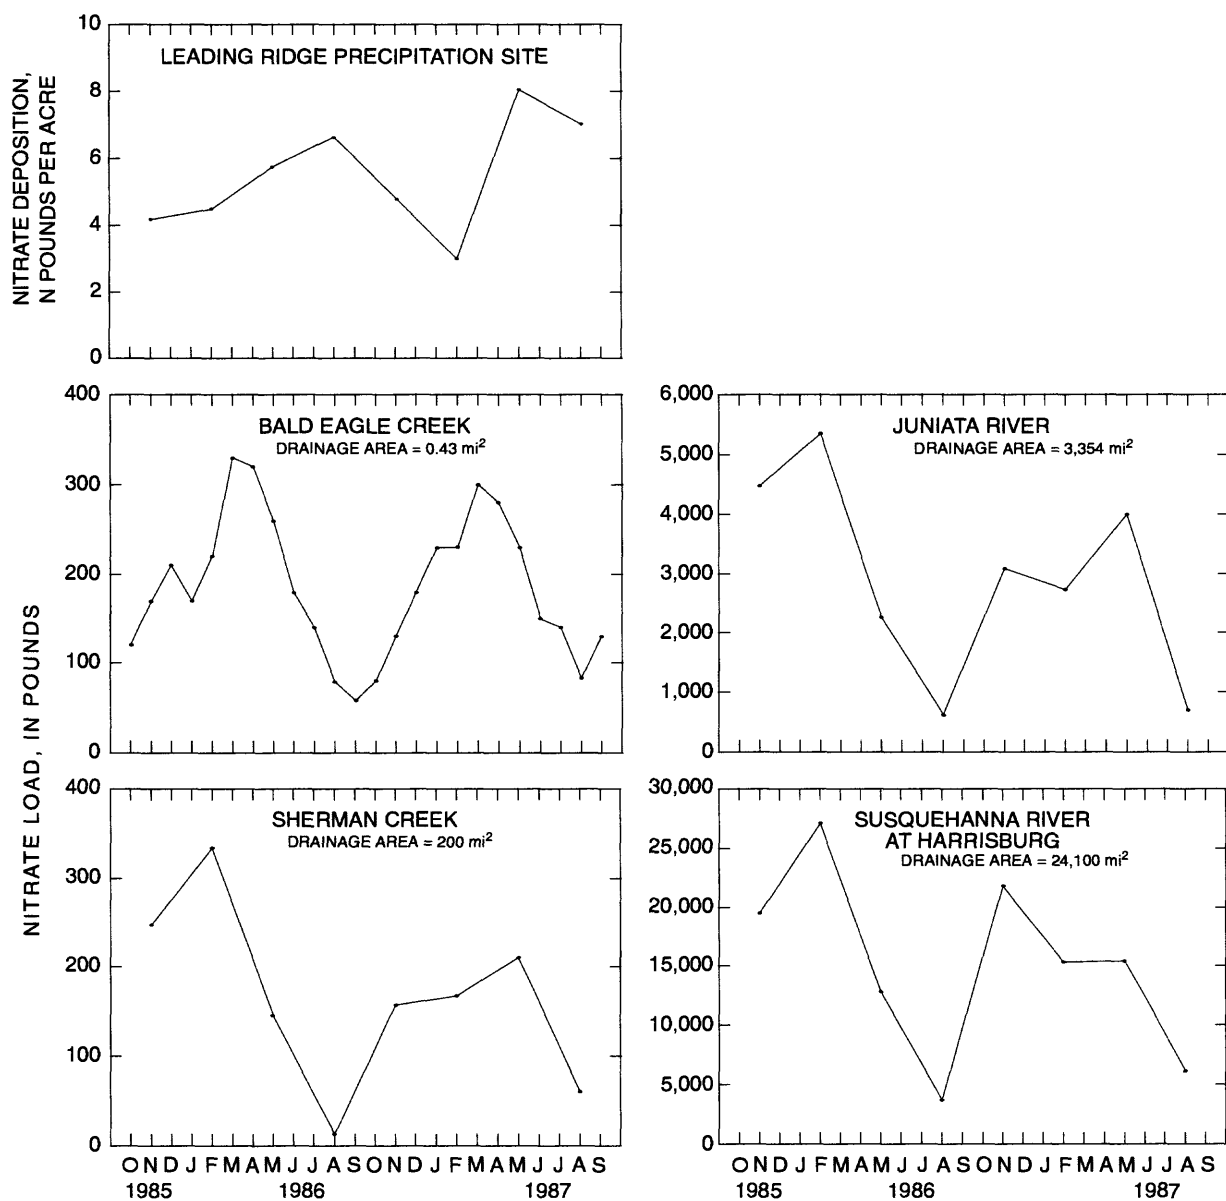 NITRATE DEPOSITION,
N POUNDS PER ACRE
10
8
6
4
2
0
LEADING RIDGE PRECIPITATION SITE
NITRATE LOAD, IN POUNDS
400
300
200
100
0
BALD EAGLE CREEK
DRAINAGE AREA = 0.43 mi²
6,000
5,000
4,000
3,000
2,000
1,000
0
JUNIATA RIVER
DRAINAGE AREA = 3,354 mi²
400
300
200
100
0
SHERMAN CREEK
DRAINAGE AREA = 200 mi²
O N D J F M A M J J A S O N D J F M A M J J A S
1985 1986 1987
30,000
25,000
20,000
15,000
10,000
5,000
0
SUSQUEHANNA RIVER
AT HARRISBURG
DRAINAGE AREA = 24,100 mi²
O N D J F M A M J J A S O N D J F M A M J J A S
1985 1986 1987